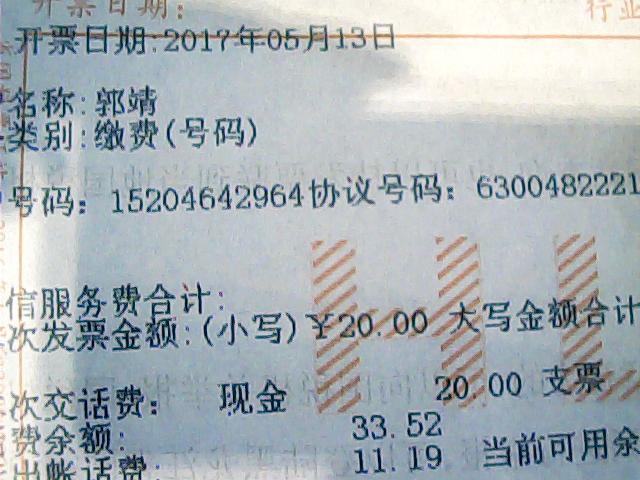 开票日期: 行业
开票日期:2017年05月13日
名称:郭靖
类别:缴费(号码)
号码: 15204642964协议号码: 6300482221
信服务费合计:
次发票金额:(小写)¥20.00 大写金额合计
次交话费: 现金 20.00 支票
费余额: 33.52
出帐话费: 11.19 当前可用余